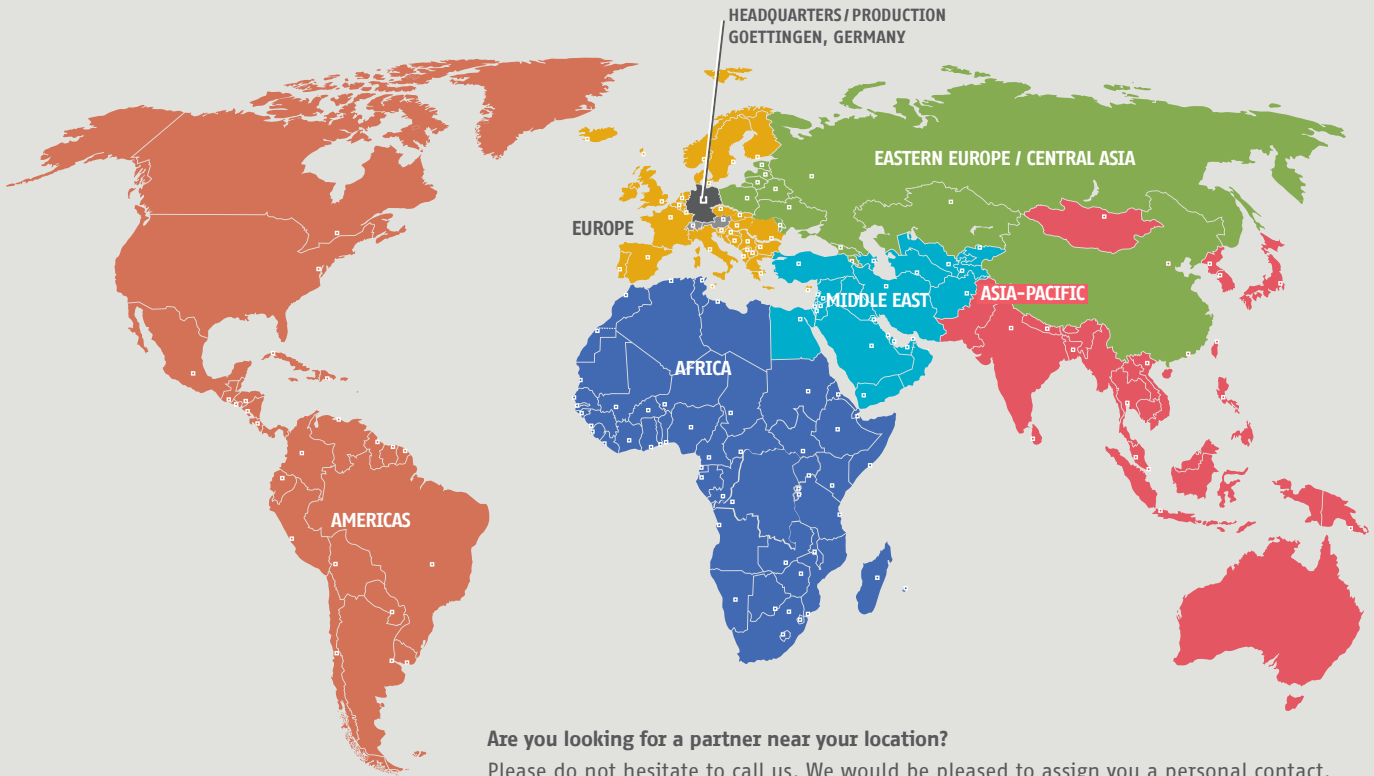 HEADQUARTERS / PRODUCTION
GOETTINGEN, GERMANY
EASTERN EUROPE / CENTRAL ASIA
EUROPE
MIDDLE EAST
ASIA-PACIFIC
AFRICA
AMERICAS
Are you looking for a partner near your location?
Please do not hesitate to call us. We would be pleased to assign you a personal contact.